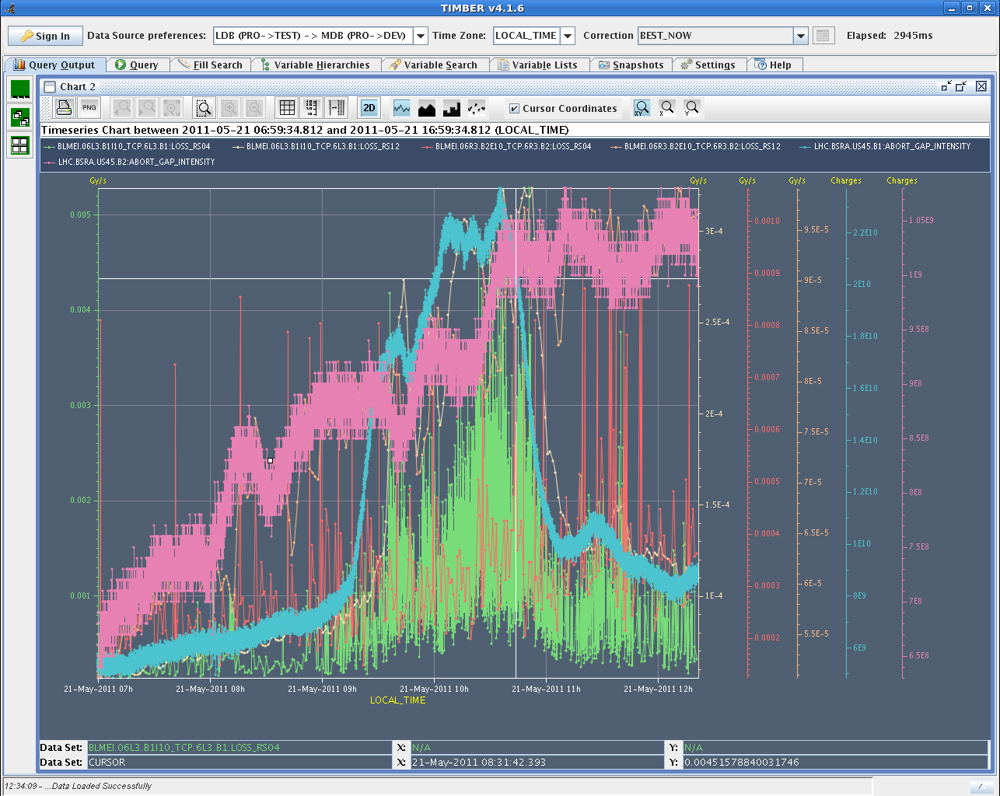 TIMBER v4.1.6
Sign In Data Source preferences: LDB (PRO->TEST) -> MDB (PRO->DEV) Time Zone: LOCAL_TIME Correction BEST_NOW Elapsed: 2945ms
Query Output Query Fill Search Variable Hierarchies Variable Search Variable Lists Snapshots Settings Help
Chart 2
PNG 2D Cursor Coordinates XY X Y
Timeseries Chart between 2011-05-21 06:59:34.812 and 2011-05-21 16:59:34.812 (LOCAL_TIME)
BLMEI.06L3.B1I10_TCP.6L3.B1:LOSS_RS04 BLMEI.06L3.B1I10_TCP.6L3.B1:LOSS_RS12 BLMEI.06R3.B2E10_TCP.6R3.B2:LOSS_RS04 BLMEI.06R3.B2E10_TCP.6R3.B2:LOSS_RS12 LHC.BSRA.US45.B1:ABORT_GAP_INTENSITY
LHC.BSRA.US45.B2:ABORT_GAP_INTENSITY
Gy/s Gy/s Gy/s Gy/s Charges Charges
0.005
0.004
0.003
0.002
0.001
3E-4
2.5E-4
2E-4
1.5E-4
1E-4
0.0010
0.0009
0.0008
0.0007
0.0006
0.0005
0.0004
0.0003
0.0002
9.5E-5
9E-5
8.5E-5
8E-5
7.5E-5
7E-5
6.5E-5
6E-5
5.5E-5
2.2E10
2E10
1.8E10
1.6E10
1.4E10
1.2E10
1E10
8E9
6E9
1.05E9
1E9
9.5E8
9E8
8.5E8
8E8
7.5E8
7E8
6.5E8
21-May-2011 07h 21-May-2011 08h 21-May-2011 09h 21-May-2011 10h 21-May-2011 11h 21-May-2011 12h
LOCAL_TIME
Data Set: BLMEI.06L3.B1I10_TCP.6L3.B1:LOSS_RS04 X: N/A Y: N/A
Data Set: CURSOR X: 21-May-2011 08:31:42.393 Y: 0.00451578840031746
12:34:09 - ...Data Loaded Successfully